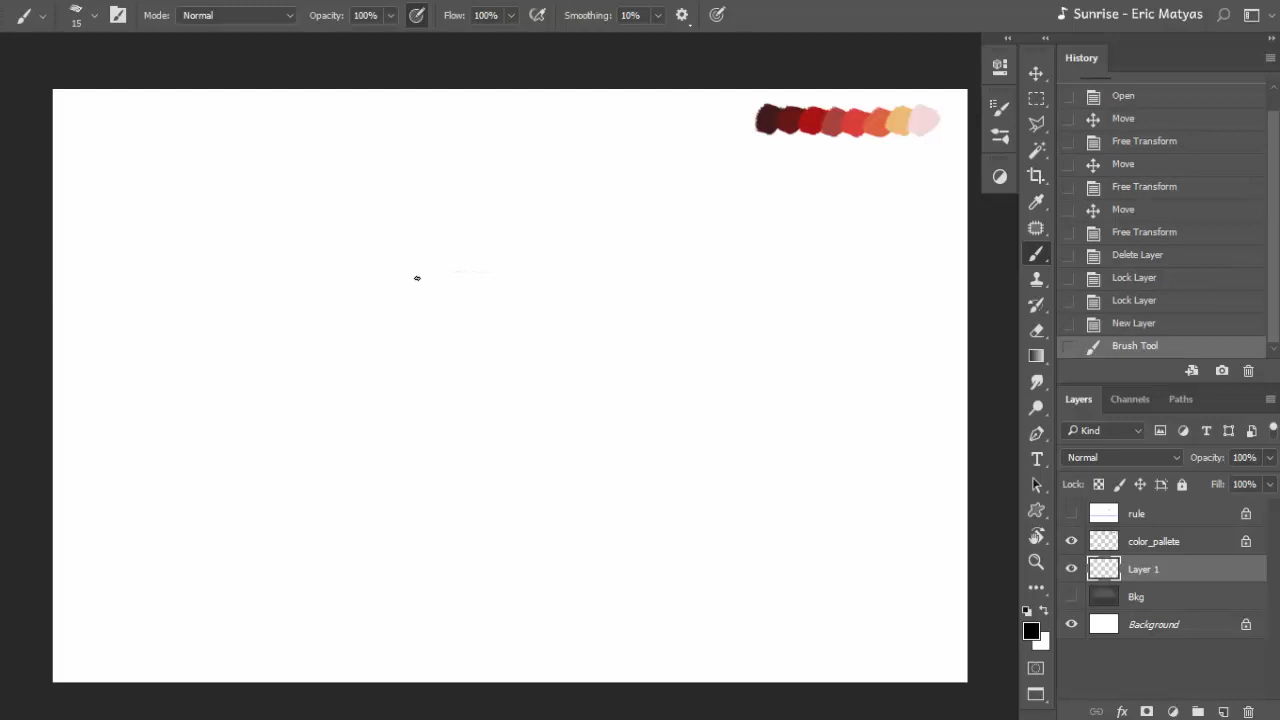 15
Mode:
Normal
Opacity:
100%
Flow:
100%
Smoothing:
10%
Sunrise - Eric Matyas
History
Open
Move
Free Transform
Move
Free Transform
Move
Free Transform
Delete Layer
Lock Layer
Lock Layer
New Layer
Brush Tool
Layers
Channels
Paths
Kind
Normal
Opacity:
100%
Lock:
Fill:
100%
rule
color_pallete
Layer 1
Bkg
Background